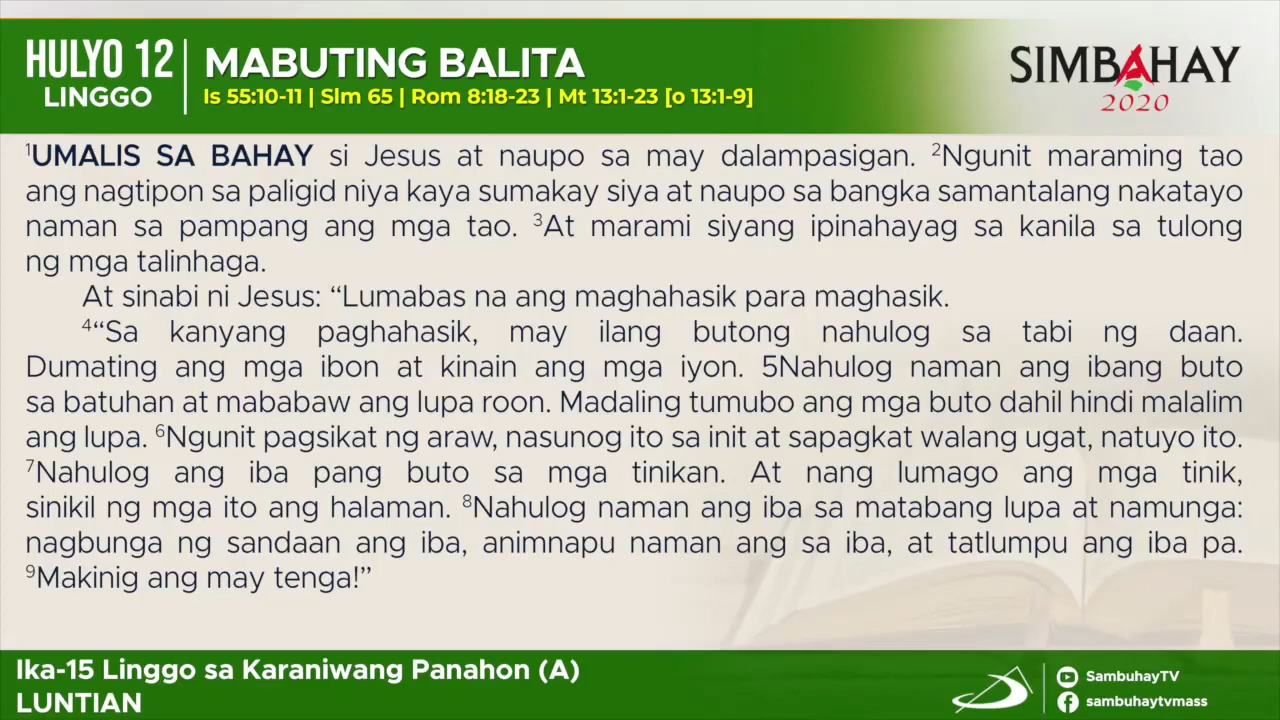 HULYO 12
LINGGO
MABUTING BALITA
Is 55:10-11 | Slm 65 | Rom 8:18-23 | Mt 13:1-23 [o 13:1-9]
SIMBAHAY
2020
¹UMALIS SA BAHAY si Jesus at naupo sa may dalampasigan. ²Ngunit maraming tao
ang nagtipon sa paligid niya kaya sumakay siya at naupo sa bangka samantalang nakatayo
naman sa pampang ang mga tao. ³At marami siyang ipinahayag sa kanila sa tulong
ng mga talinhaga.
At sinabi ni Jesus: “Lumabas na ang maghahasik para maghasik.
⁴“Sa kanyang paghahasik, may ilang butong nahulog sa tabi ng daan.
Dumating ang mga ibon at kinain ang mga iyon. 5Nahulog naman ang ibang buto
sa batuhan at mababaw ang lupa roon. Madaling tumubo ang mga buto dahil hindi malalim
ang lupa. ⁶Ngunit pagsikat ng araw, nasunog ito sa init at sapagkat walang ugat, natuyo ito.
⁷Nahulog ang iba pang buto sa mga tinikan. At nang lumago ang mga tinik,
sinikil ng mga ito ang halaman. ⁸Nahulog naman ang iba sa matabang lupa at namunga:
nagbunga ng sandaan ang iba, animnapu naman ang sa iba, at tatlumpu ang iba pa.
⁹Makinig ang may tenga!”
Ika-15 Linggo sa Karaniwang Panahon (A)
LUNTIAN
SambuhayTV
sambuhaytvmass